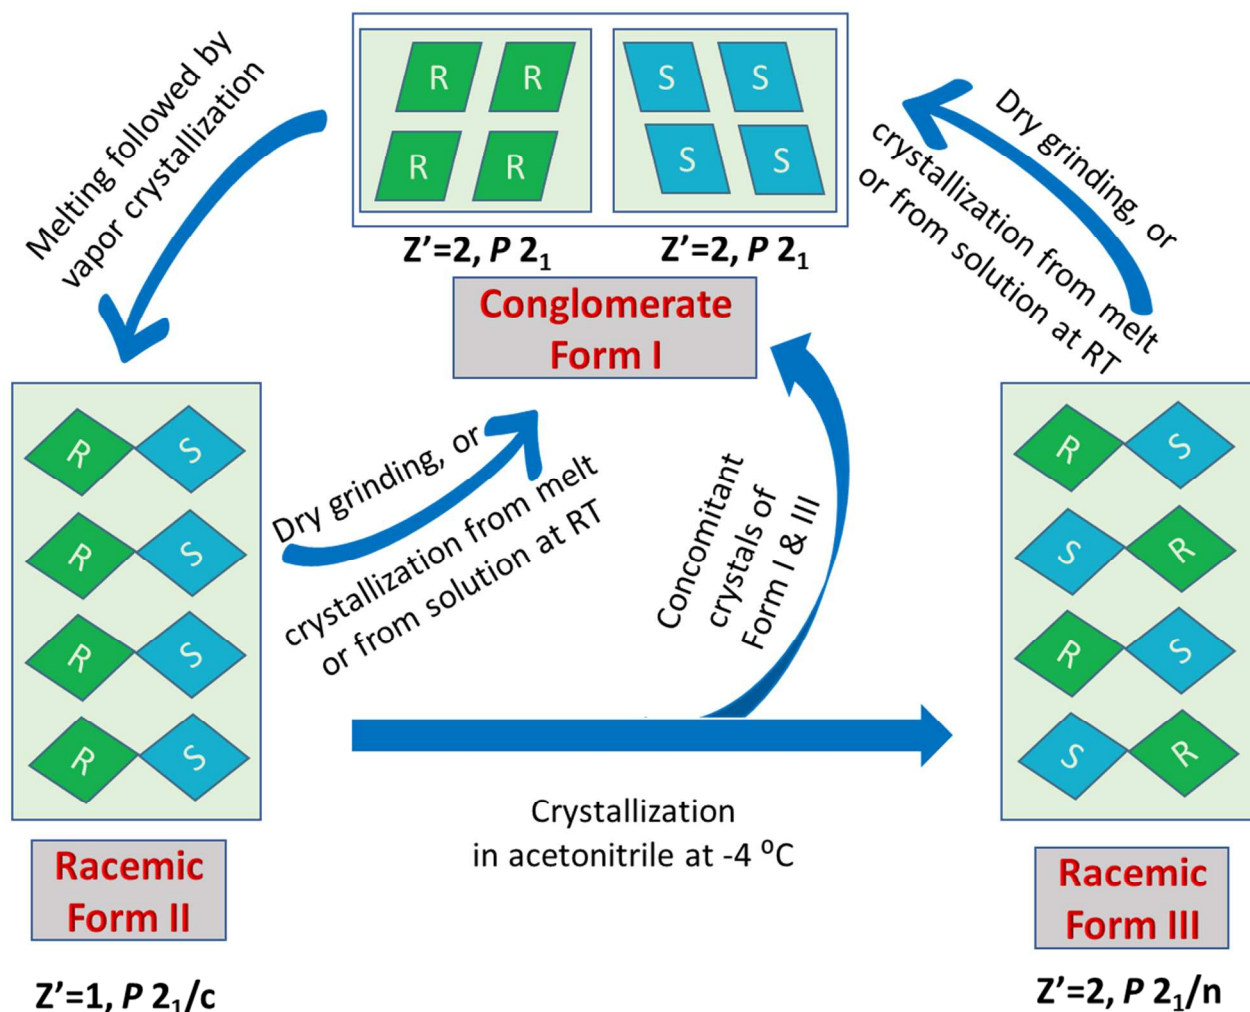 R R S S
R R S S
Z'=2, P 2₁ Z'=2, P 2₁
Conglomerate
Form I
Melting followed by
vapor crystallization
Dry grinding, or
crystallization from melt
or from solution at RT
R S
R S
R S
R S
Racemic
Form II
Z'=1, P 2₁/c
Dry grinding, or
crystallization from melt
or from solution at RT
Concomitant
crystals of
Form I & III
Crystallization
in acetonitrile at -4 ⁰C
R S
S R
R S
S R
Racemic
Form III
Z'=2, P 2₁/n